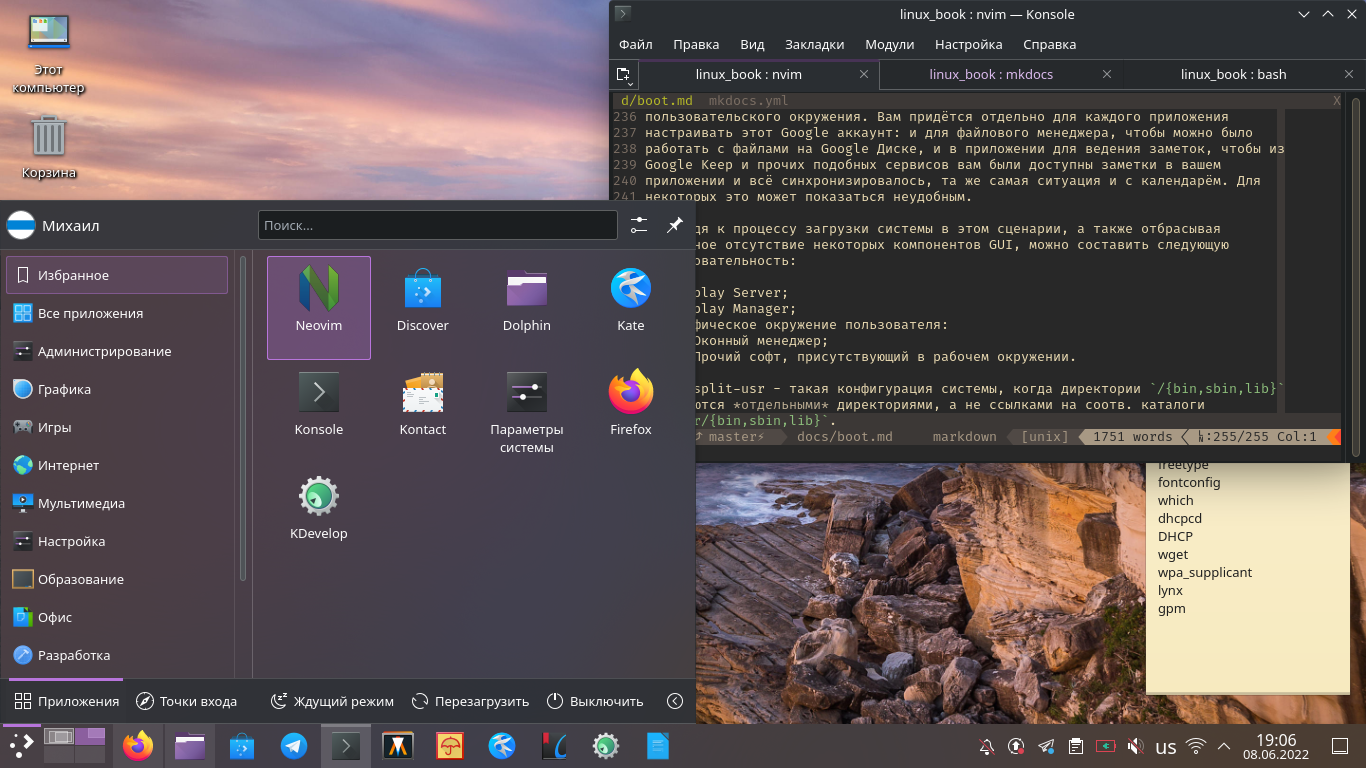 Этот
компьютер
Корзина
linux_book : nvim — Konsole
Файл Правка Вид Закладки Модули Настройка Справка
linux_book : nvim linux_book : mkdocs linux_book : bash
d/boot.md mkdocs.yml X
236 пользовательского окружения. Вам придётся отдельно для каждого приложения
237 настраивать этот Google аккаунт: и для файлового менеджера, чтобы можно было
238 работать с файлами на Google Диске, и в приложении для ведения заметок, чтобы из
239 Google Keep и прочих подобных сервисов вам были доступны заметки в вашем
240 приложении и всё синхронизировалось, та же самая ситуация и с календарём. Для
241 некоторых это может показаться неудобным.
дя к процессу загрузки системы в этом сценарии, а также отбрасывая
ное отсутствие некоторых компонентов GUI, можно составить следующую
овательность:
play Server;
play Manager;
фическое окружение пользователя:
Оконный менеджер;
Прочий софт, присутствующий в рабочем окружении.
split-usr - такая конфигурация системы, когда директории `/{bin,sbin,lib}`
ются *отдельными* директориями, а не ссылками на соотв. каталоги
r/{bin,sbin,lib}`.
master⚡ docs/boot.md markdown [unix] 1751 words ㏑:255/255 Col:1
Михаил
Поиск...
Избранное
Все приложения
Администрирование
Графика
Игры
Интернет
Мультимедиа
Настройка
Образование
Офис
Разработка
Neovim Discover Dolphin Kate
Konsole Kontact Параметры системы Firefox
KDevelop
Приложения Точки входа Ждущий режим Перезагрузить Выключить
freetype
fontconfig
which
dhcpcd
DHCP
wget
wpa_supplicant
lynx
gpm
us
19:06
08.06.2022